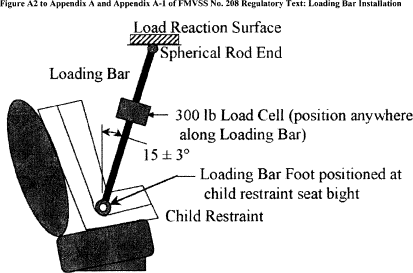 Figure A2 to Appendix A and Appendix A-1 of FMVSS No. 208 Regulatory Text: Loading Bar Installation
Load Reaction Surface
Spherical Rod End
Loading Bar
300 lb Load Cell (position anywhere
along Loading Bar)
15 ± 3°
Loading Bar Foot positioned at
child restraint seat bight
Child Restraint